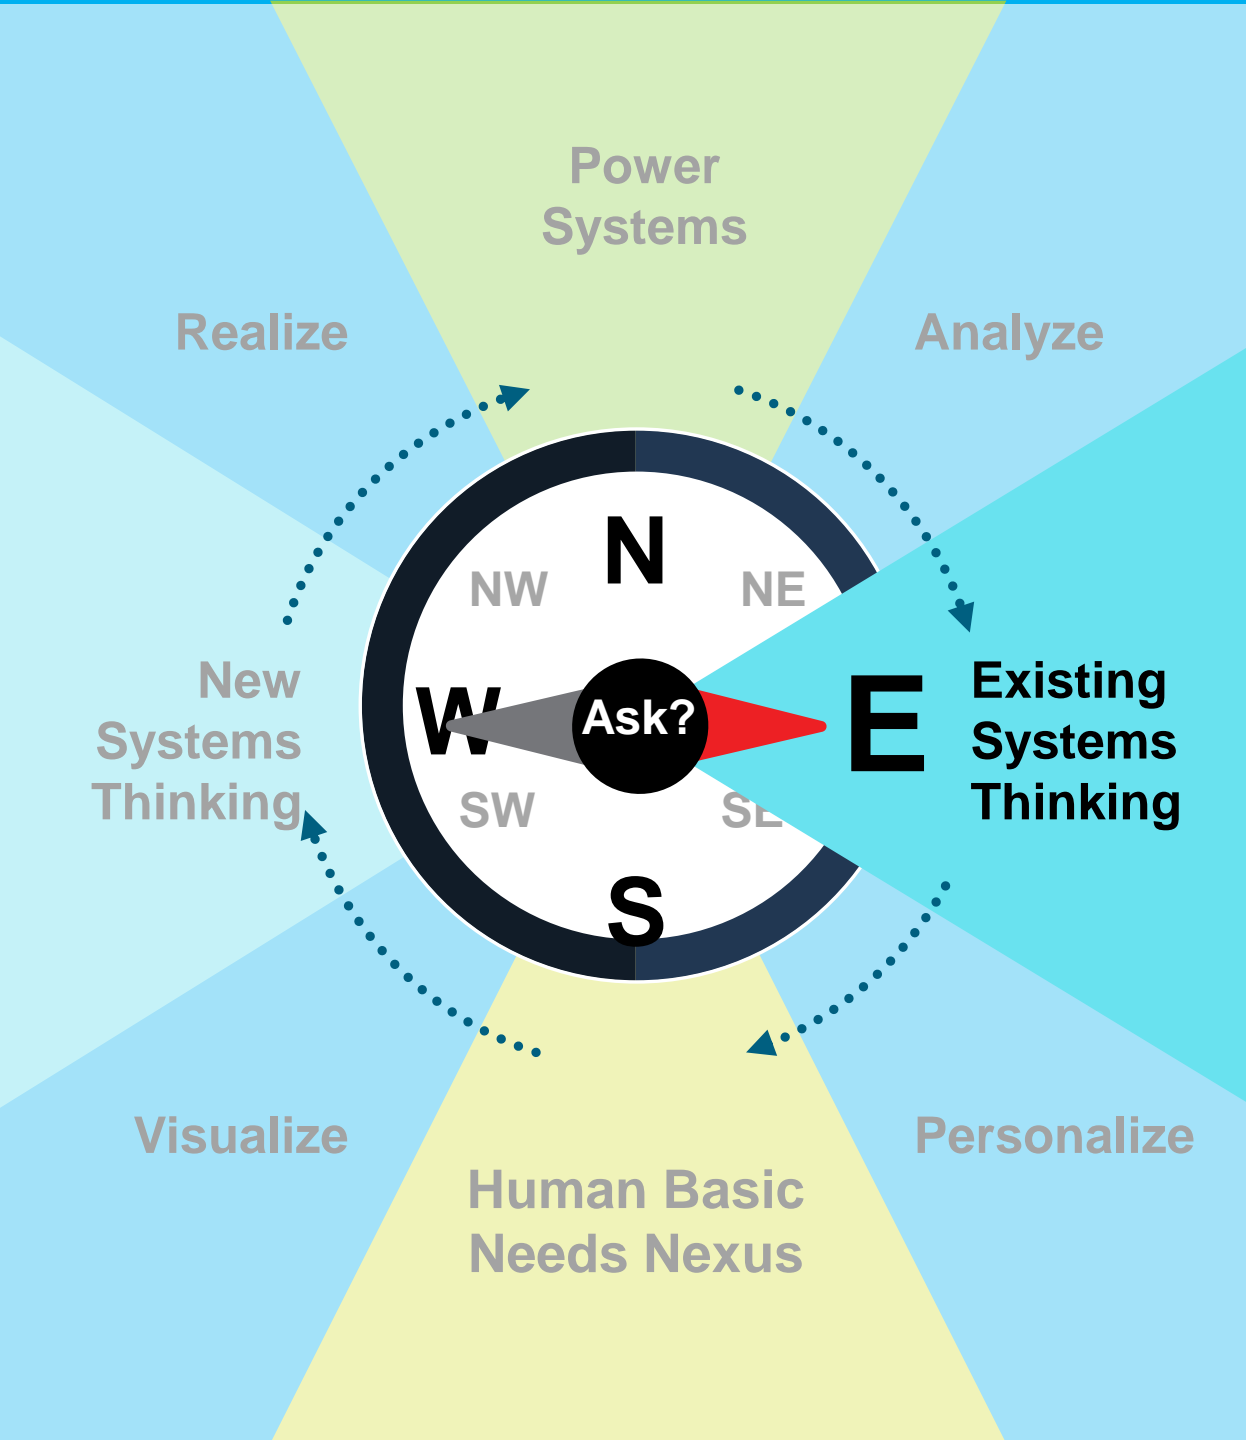 Power
Systems
Realize
Analyze
N
NW
NE
New
Systems
Thinking
W
Ask?
E
Existing
Systems
Thinking
SW
SE
S
Visualize
Personalize
Human Basic
Needs Nexus